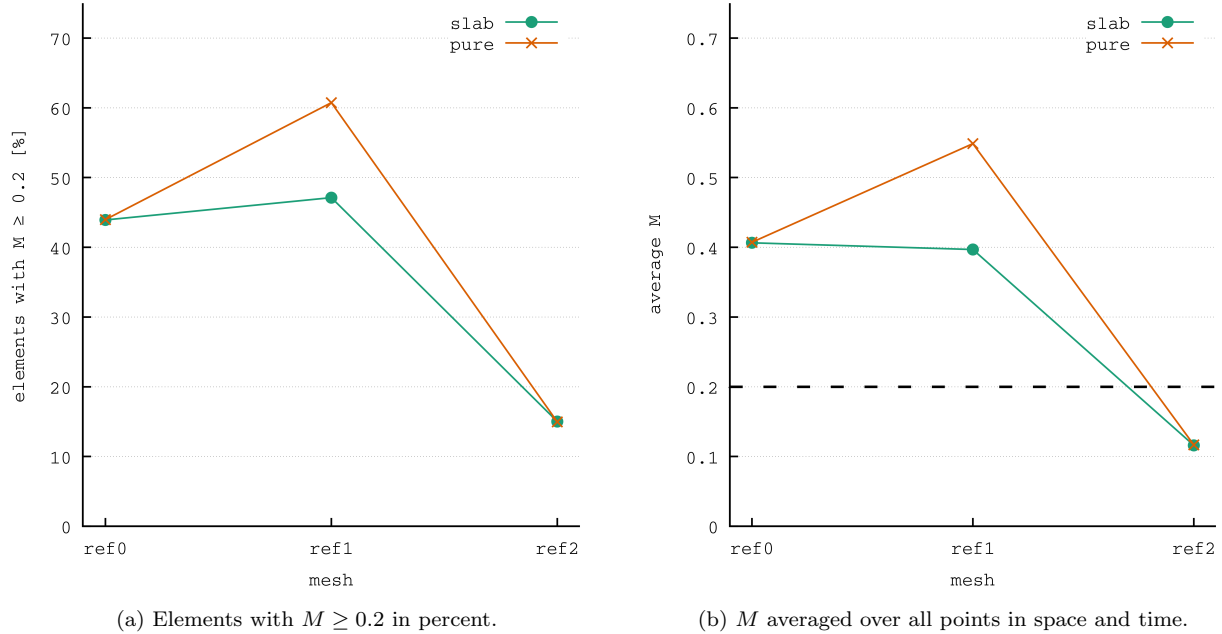 slab
pure
70
60
50
40
30
20
10
0
elements with M ≥ 0.2 [%]
ref0 ref1 ref2
mesh
(a) Elements with M ≥ 0.2 in percent.
slab
pure
0.7
0.6
0.5
0.4
0.3
0.2
0.1
0
average M
ref0 ref1 ref2
mesh
(b) M averaged over all points in space and time.